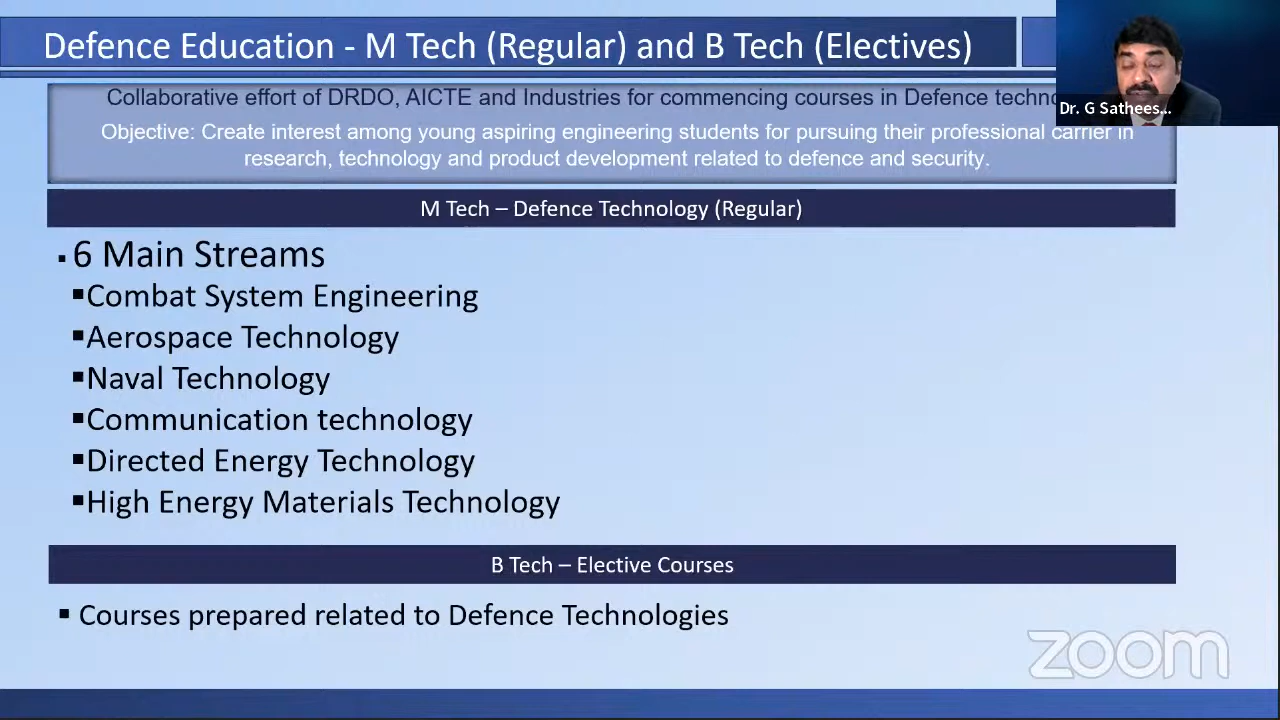 Defence Education - M Tech (Regular) and B Tech (Electives)
Collaborative effort of DRDO, AICTE and Industries for commencing courses in Defence
Objective: Create interest among young aspiring engineering students for pursuing their professional carrier in
research, technology and product development related to defence and security.
Dr. G Sathees...
M Tech – Defence Technology (Regular)
▪ 6 Main Streams
▪Combat System Engineering
▪Aerospace Technology
▪Naval Technology
▪Communication technology
▪Directed Energy Technology
▪High Energy Materials Technology
B Tech – Elective Courses
▪ Courses prepared related to Defence Technologies
zoom